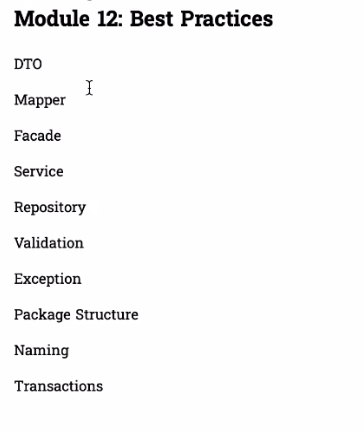 Module 12: Best Practices
DTO
Mapper
Facade
Service
Repository
Validation
Exception
Package Structure
Naming
Transactions